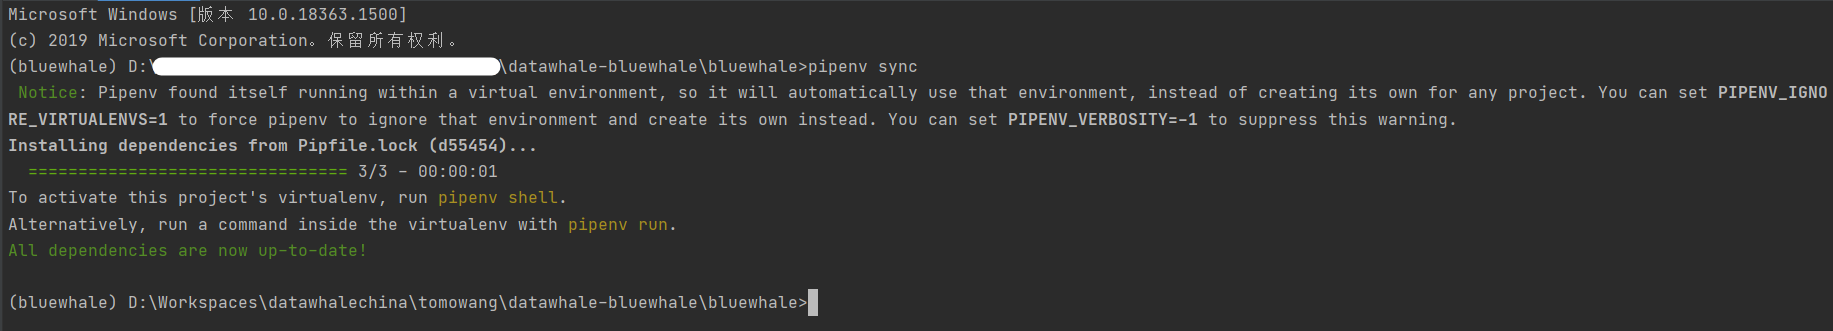 Microsoft Windows [版本 10.0.18363.1500]
(c) 2019 Microsoft Corporation。保留所有权利。
(bluewhale) D:\ \datawhale-bluewhale\bluewhale>pipenv sync
 Notice: Pipenv found itself running within a virtual environment, so it will automatically use that environment, instead of creating its own for any project. You can set PIPENV_IGNO
RE_VIRTUALENVS=1 to force pipenv to ignore that environment and create its own instead. You can set PIPENV_VERBOSITY=-1 to suppress this warning.
Installing dependencies from Pipfile.lock (d55454)...
  ================================ 3/3 - 00:00:01
To activate this project's virtualenv, run pipenv shell.
Alternatively, run a command inside the virtualenv with pipenv run.
All dependencies are now up-to-date!
(bluewhale) D:\Workspaces\datawhalechina\tomowang\datawhale-bluewhale\bluewhale>